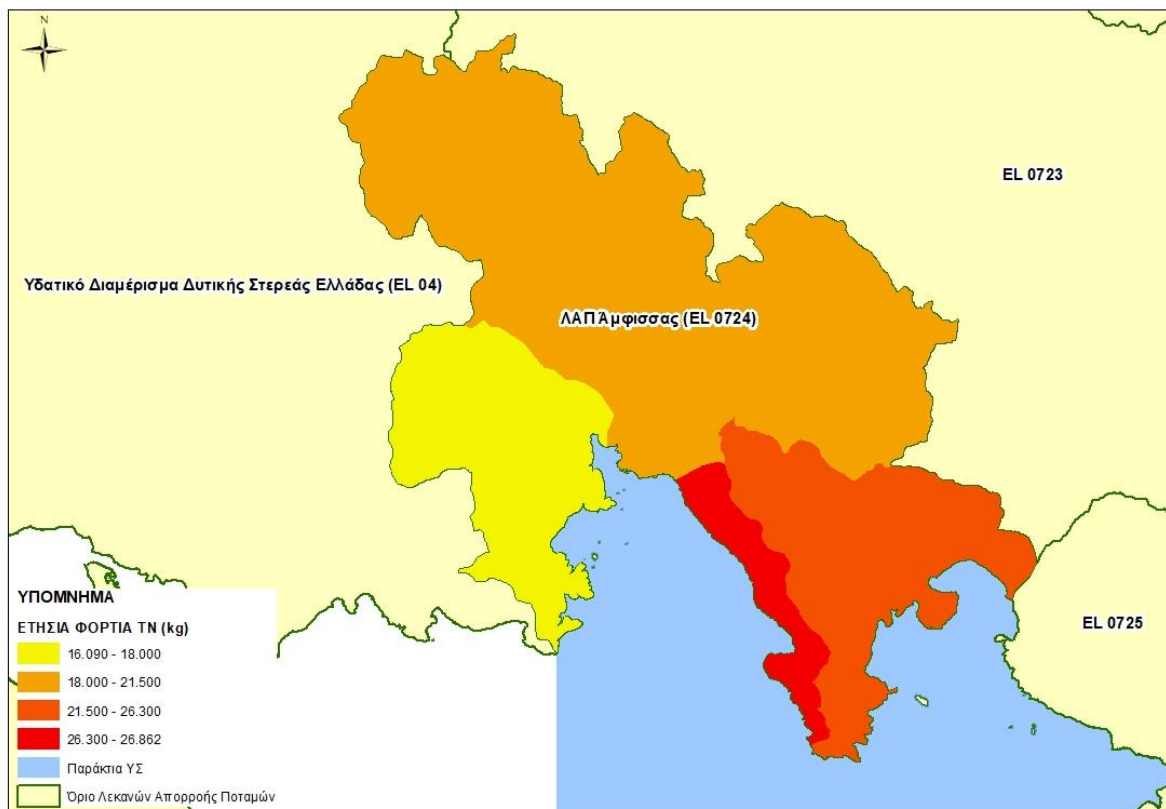 N
EL 0723
Υδατικό Διαμέρισμα Δυτικής Στερεάς Ελλάδας (EL 04)
ΛΑΠ Άμφισσας (EL 0724)
EL 0725
ΥΠΟΜΝΗΜΑ
ΕΤΗΣΙΑ ΦΟΡΤΙΑ ΤΝ (kg)
16.090 - 18.000
18.000 - 21.500
21.500 - 26.300
26.300 - 26.862
Παράκτια ΥΣ
Όριο Λεκανών Απορροής Ποταμών